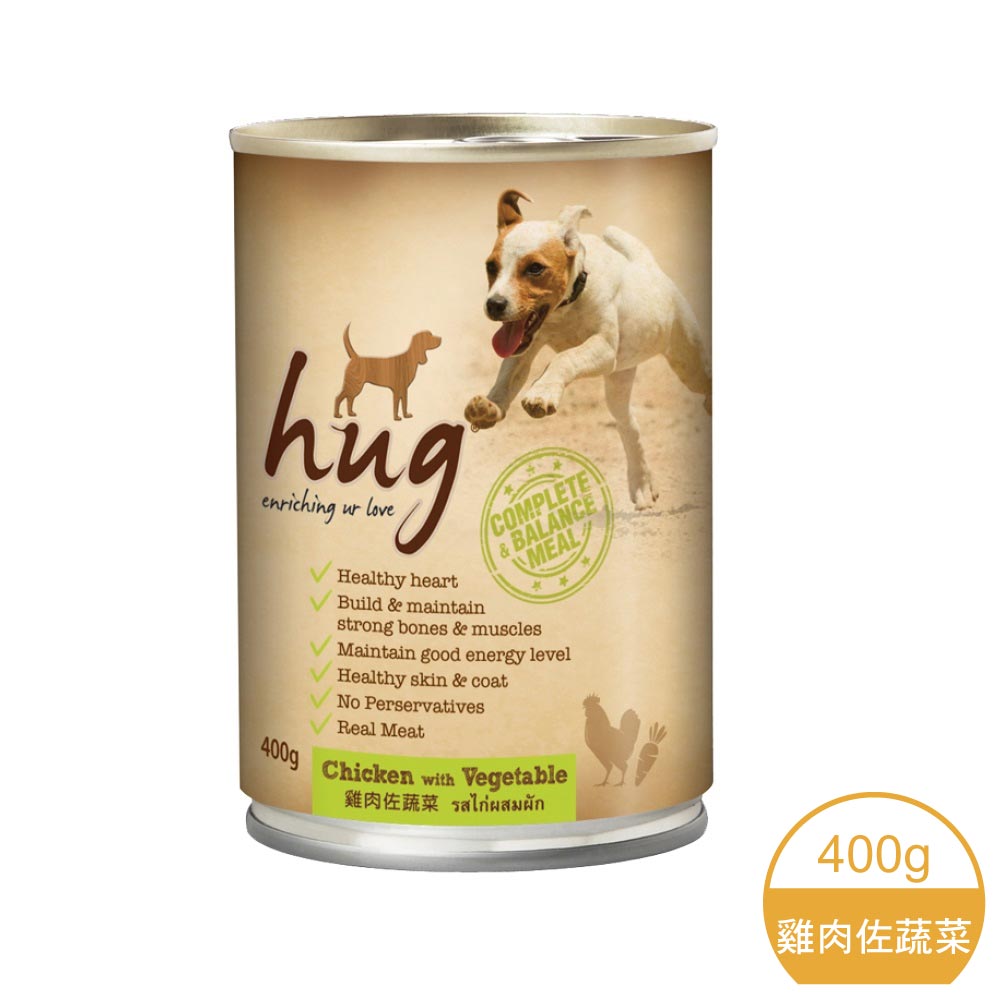 hug
enriching ur love
COMPLETE
& BALANCE
MEAL
Healthy heart
Build & maintain
strong bones & muscles
Maintain good energy level
Healthy skin & coat
No Perservatives
Real Meat
400g
Chicken with Vegetable
雞肉佐蔬菜 รสไก่ผสมผัก
400g
雞肉佐蔬菜